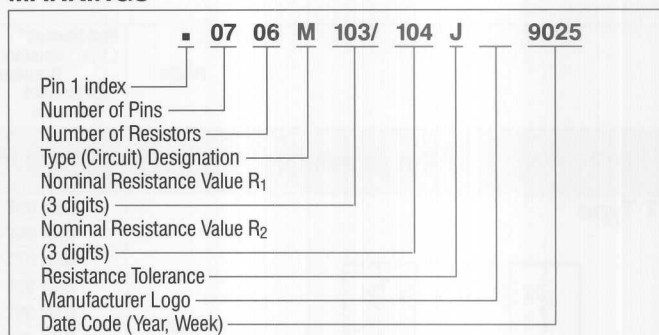 ▪ 07 06 M 103/ 104 J 9025
Pin 1 index
Number of Pins
Number of Resistors
Type (Circuit) Designation
Nominal Resistance Value R₁
(3 digits)
Nominal Resistance Value R₂
(3 digits)
Resistance Tolerance
Manufacturer Logo
Date Code (Year, Week)